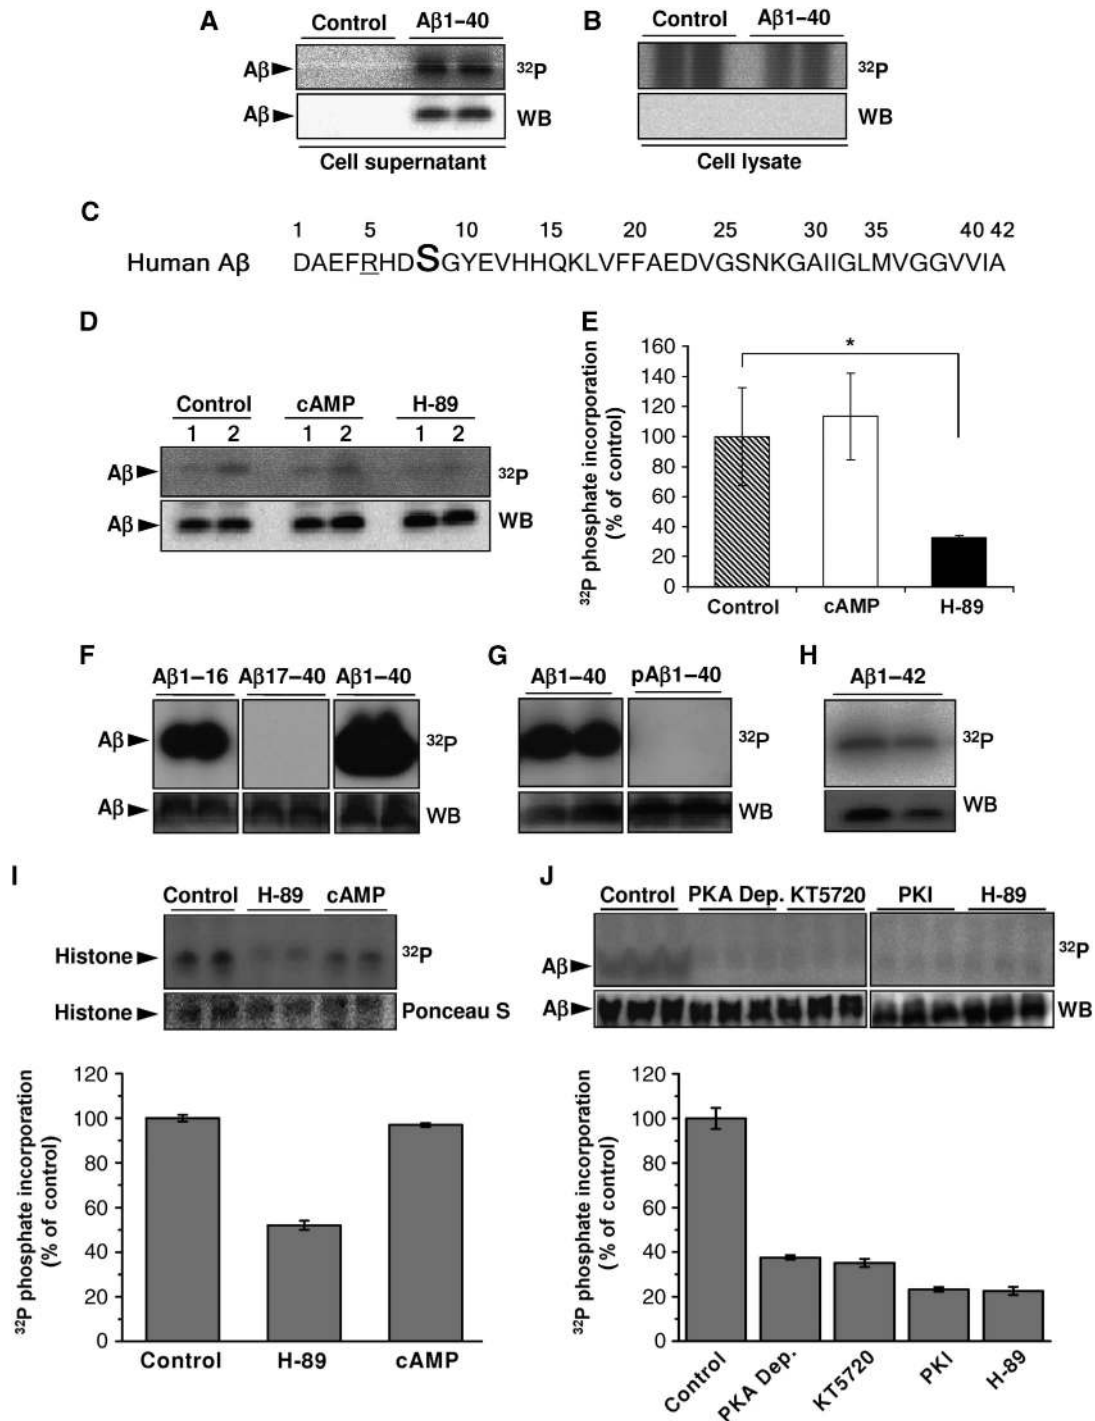 A
Control Aβ1–40
Aβ
32P
Aβ
WB
Cell supernatant
B
Control Aβ1–40
32P
WB
Cell lysate
C
1 5 10 15 20 25 30 35 40 42
Human Aβ DAEFRHDSGYEVHHQKLVFFAEDVGSNKGAIIGLMVGGVVIA
D
Control cAMP H-89
1 2 1 2 1 2
Aβ 32P
Aβ WB
E
32P phosphate incorporation
(% of control)
160
140
120
100
80
60
40
20
0
*
Control cAMP H-89
F
Aβ1–16 Aβ17–40 Aβ1–40
Aβ 32P
Aβ WB
G
Aβ1–40 pAβ1–40
32P
WB
H
Aβ1–42
32P
WB
I
Control H-89 cAMP
Histone 32P
Histone Ponceau S
32P phosphate incorporation
(% of control)
120
100
80
60
40
20
0
Control H-89 cAMP
J
Control PKA Dep. KT5720 PKI H-89
Aβ 32P
Aβ WB
32P phosphate incorporation
(% of control)
120
100
80
60
40
20
0
Control PKA Dep. KT5720 PKI H-89